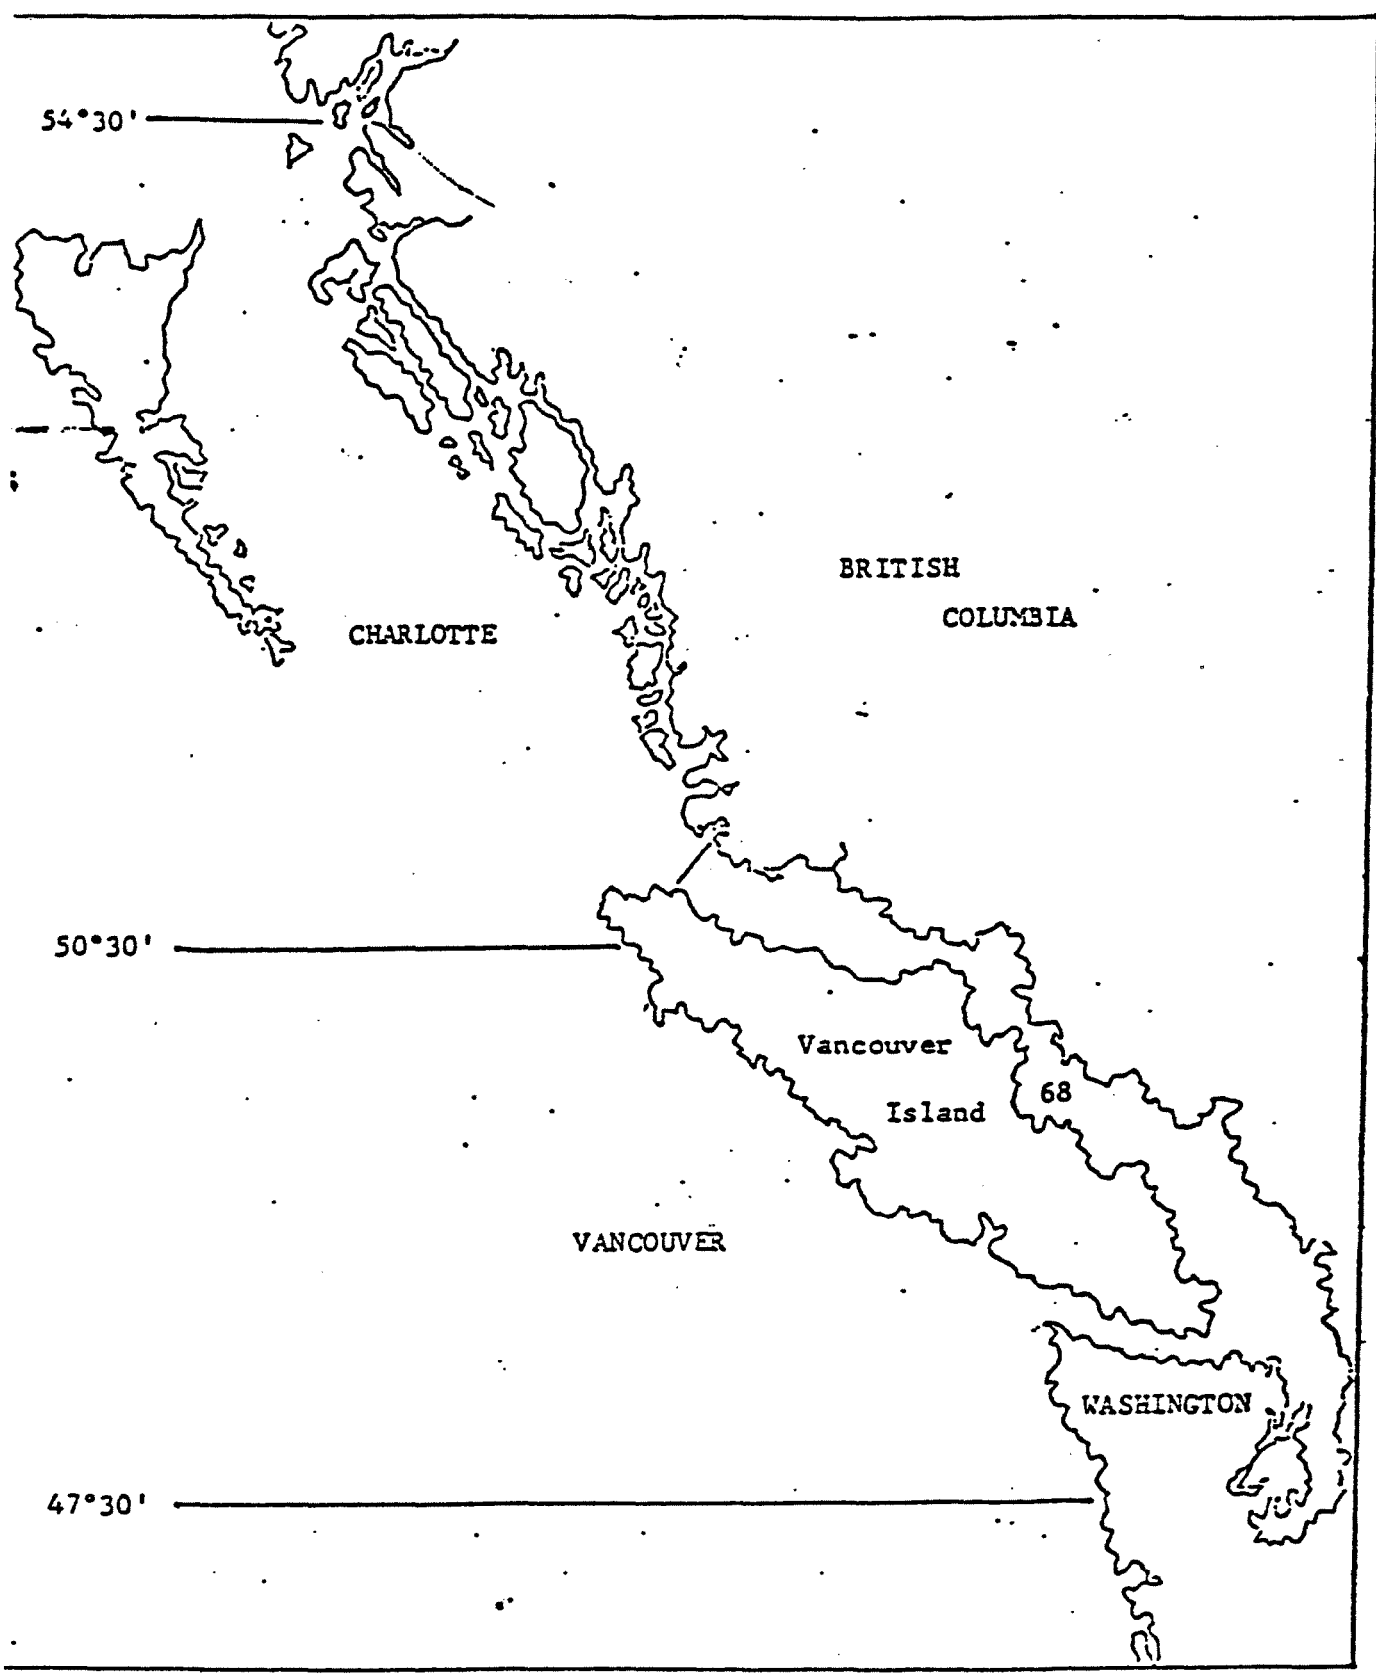 54°30'
BRITISH
COLUMBIA
CHARLOTTE
50°30'
Vancouver
68
Island
VANCOUVER
WASHINGTON
47°30'